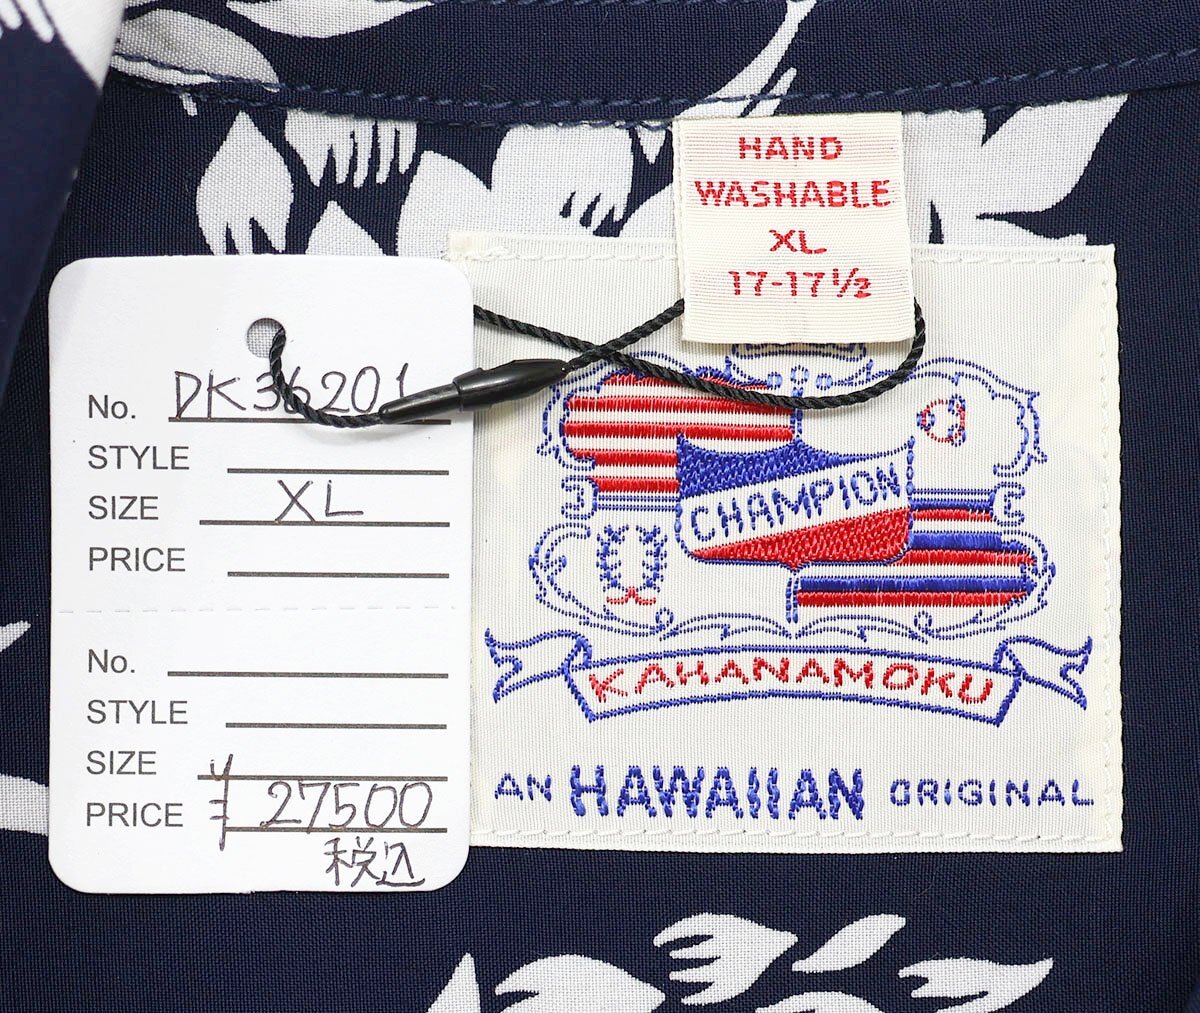 HAND
WASHABLE
XL
17-17½
No. DK36201
STYLE
SIZE XL
PRICE
No.
STYLE
SIZE
PRICE ¥27500
税込
CHAMPION
KAHANAMOKU
AN HAWAIIAN ORIGINAL